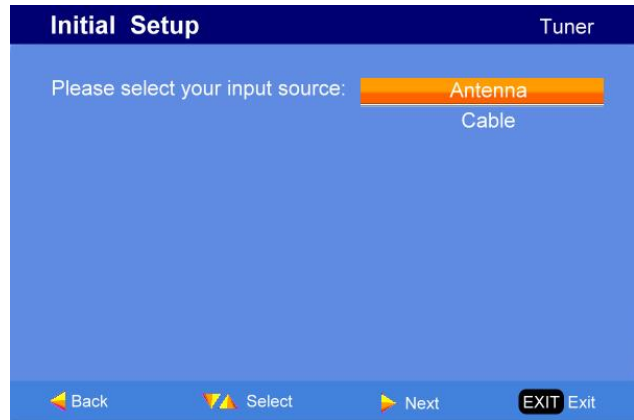 Initial Setup Tuner
Please select your input source: Antenna
Cable
Back Select Next EXIT Exit